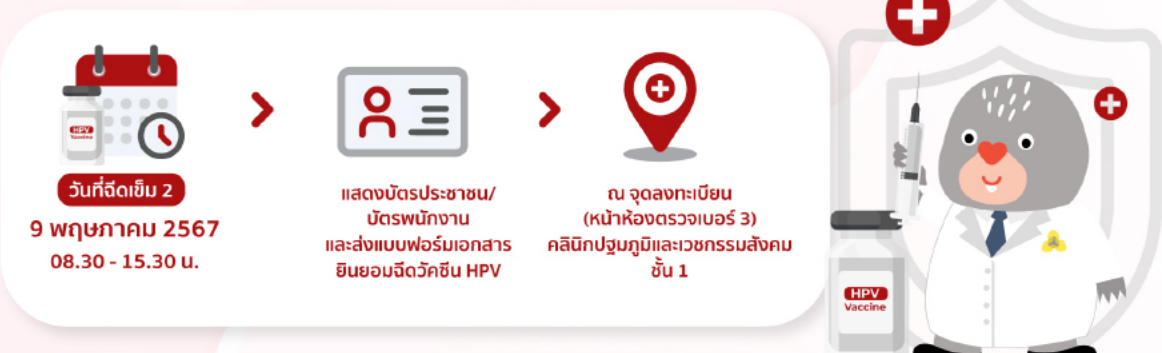 HPV
Vaccine
วันที่ฉีดเข็ม 2
9 พฤษภาคม 2567
08.30 - 15.30 น.
แสดงบัตรประชาชน/
บัตรพนักงาน
และส่งแบบฟอร์มเอกสาร
ยินยอมฉีดวัคซีน HPV
ณ จุดลงทะเบียน
(หน้าห้องตรวจเบอร์ 3)
คลินิกปฐมภูมิและเวชกรรมสังคม
ชั้น 1
HPV
Vaccine